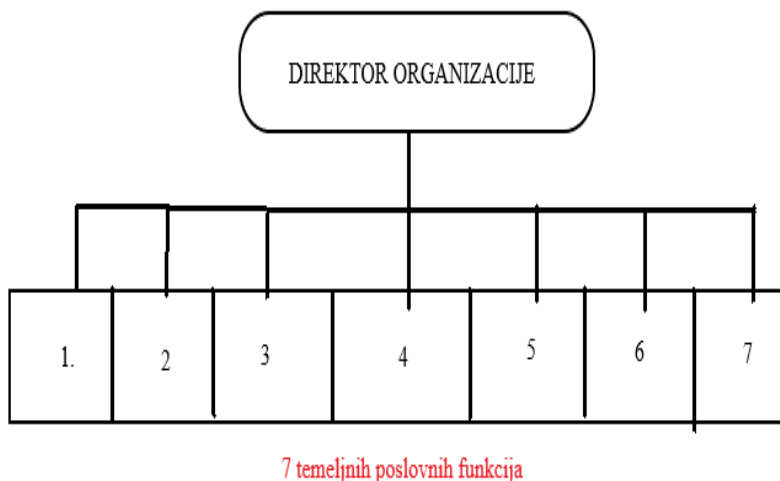 DIREKTOR ORGANIZACIJE
1. 2 3 4 5 6 7
7 temeljnih poslovnih funkcija